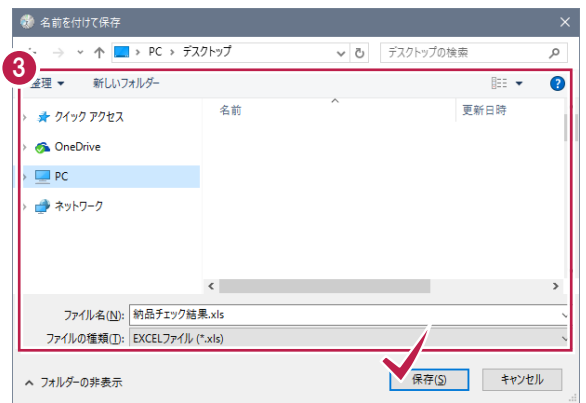 名前を付けて保存
PC › デスクトップ
デスクトップの検索
3
整理 新しいフォルダー
名前 更新日時
クイック アクセス
OneDrive
PC
ネットワーク
ファイル名(N): 納品チェック結果.xls
ファイルの種類(T): EXCELファイル (*.xls)
フォルダーの非表示 保存(S) キャンセル